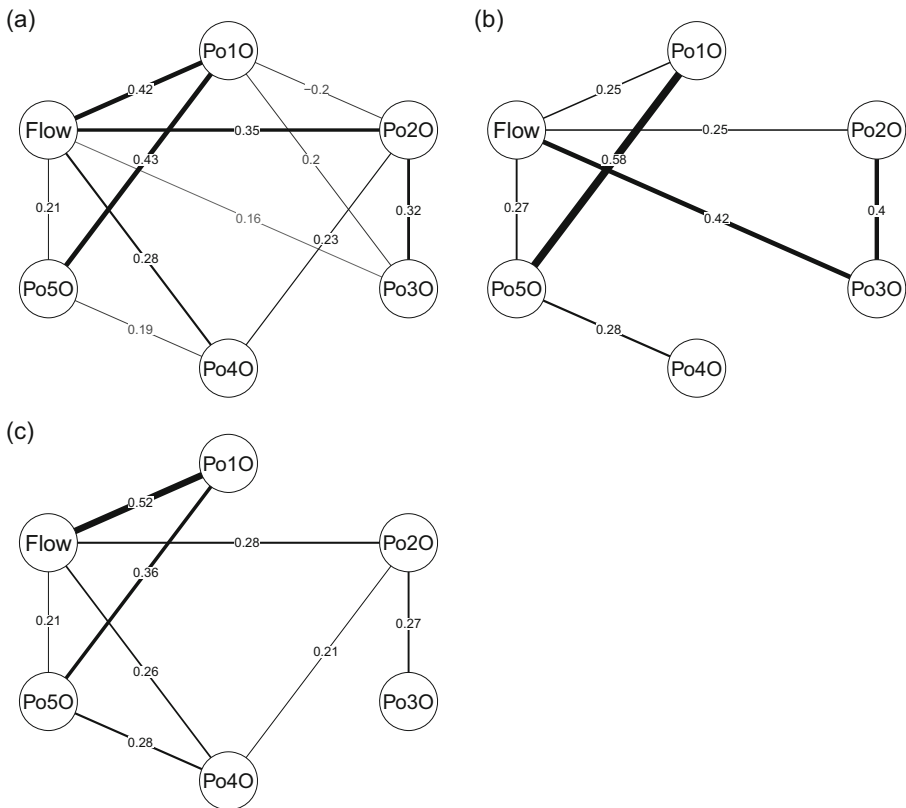 (a)
(b)
Po1O
Po1O
0.42
−0.2
0.25
Flow
0.35
Po2O
Flow
0.25
Po2O
0.43
0.2
0.58
0.21
0.16
0.32
0.27
0.42
0.4
0.28
0.23
Po5O
Po3O
Po5O
Po3O
0.19
0.28
Po4O
Po4O
(c)
Po1O
0.52
Flow
0.28
Po2O
0.36
0.21
0.21
0.27
0.26
Po5O
Po3O
0.28
Po4O